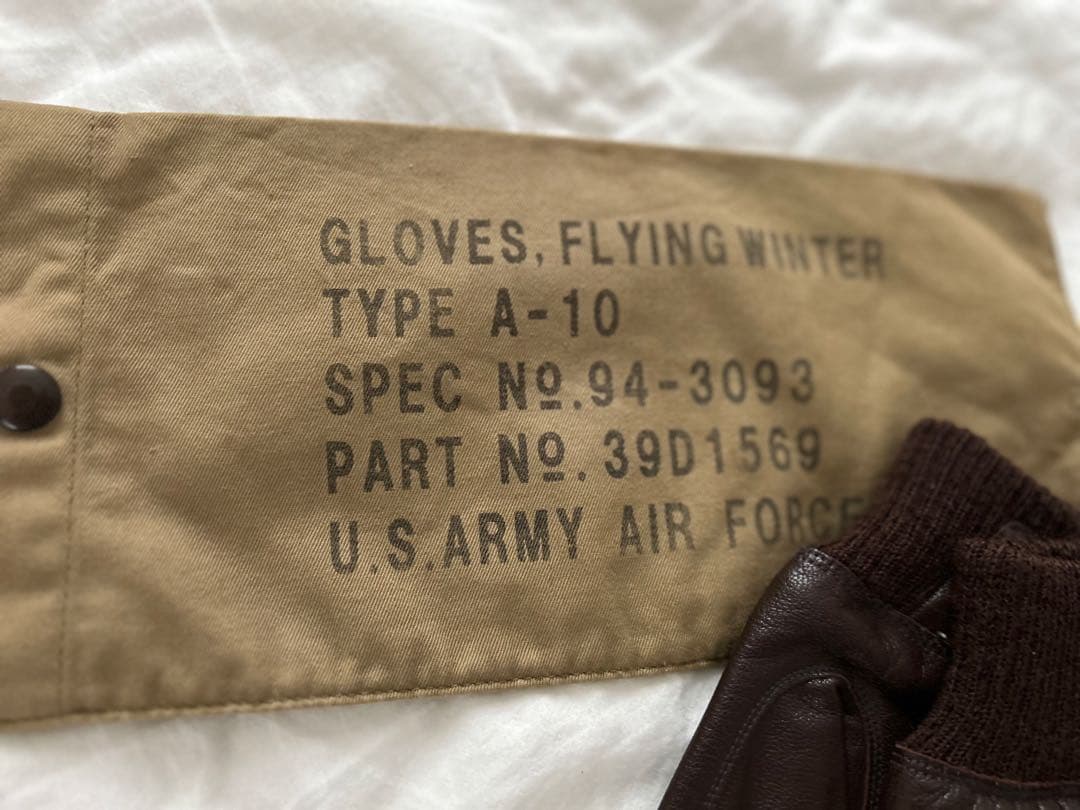 GLOVES, FLYING WINTER
TYPE A-10
SPEC Nº.94-3093
PART Nº.39D1569
U.S.ARMY AIR FORCE